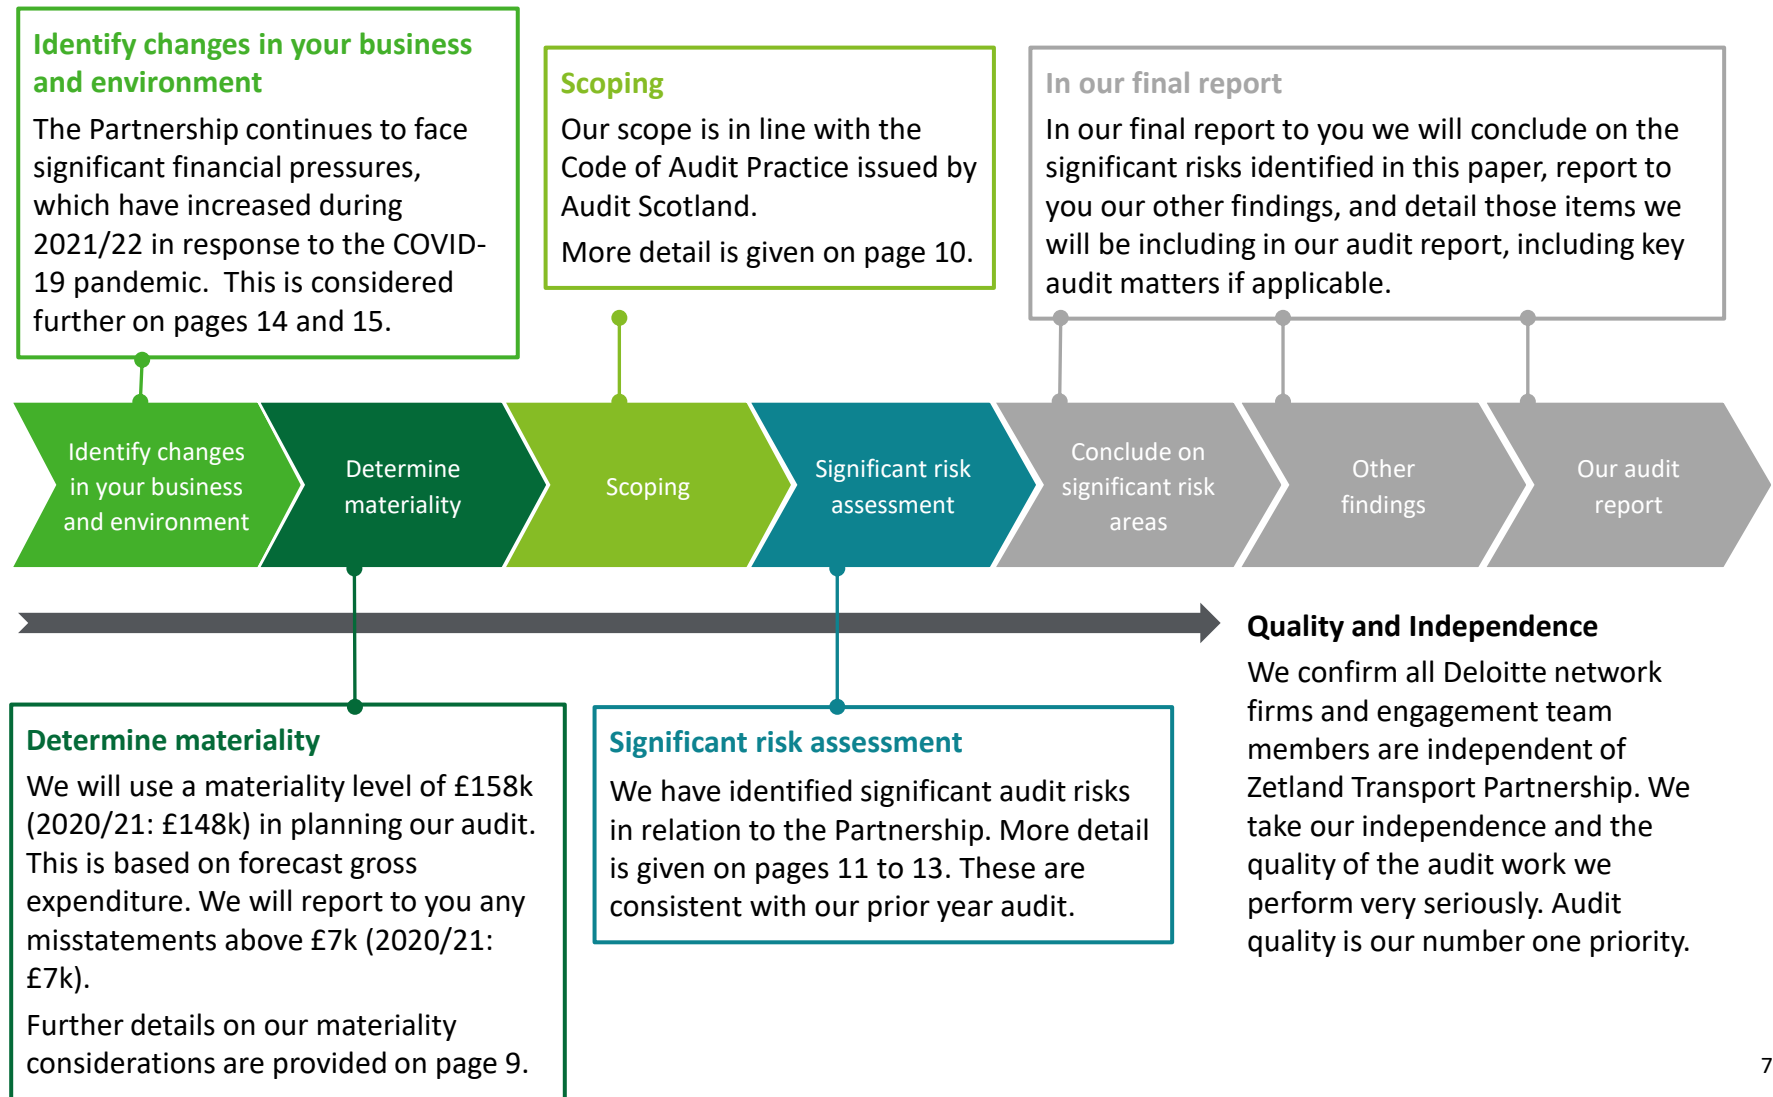 Identify changes in your business
and environment
The Partnership continues to face
significant financial pressures,
which have increased during
2021/22 in response to the COVID-
19 pandemic.  This is considered
further on pages 14 and 15.
Scoping
Our scope is in line with the
Code of Audit Practice issued by
Audit Scotland.
More detail is given on page 10.
In our final report
In our final report to you we will conclude on the
significant risks identified in this paper, report to
you our other findings, and detail those items we
will be including in our audit report, including key
audit matters if applicable.
Identify changes
in your business
and environment
Determine
materiality
Scoping
Significant risk
assessment
Conclude on
significant risk
areas
Other
findings
Our audit
report
Determine materiality
We will use a materiality level of £158k
(2020/21: £148k) in planning our audit.
This is based on forecast gross
expenditure. We will report to you any
misstatements above £7k (2020/21:
£7k).
Further details on our materiality
considerations are provided on page 9.
Significant risk assessment
We have identified significant audit risks
in relation to the Partnership. More detail
is given on pages 11 to 13. These are
consistent with our prior year audit.
Quality and Independence
We confirm all Deloitte network
firms and engagement team
members are independent of
Zetland Transport Partnership. We
take our independence and the
quality of the audit work we
perform very seriously. Audit
quality is our number one priority.
7